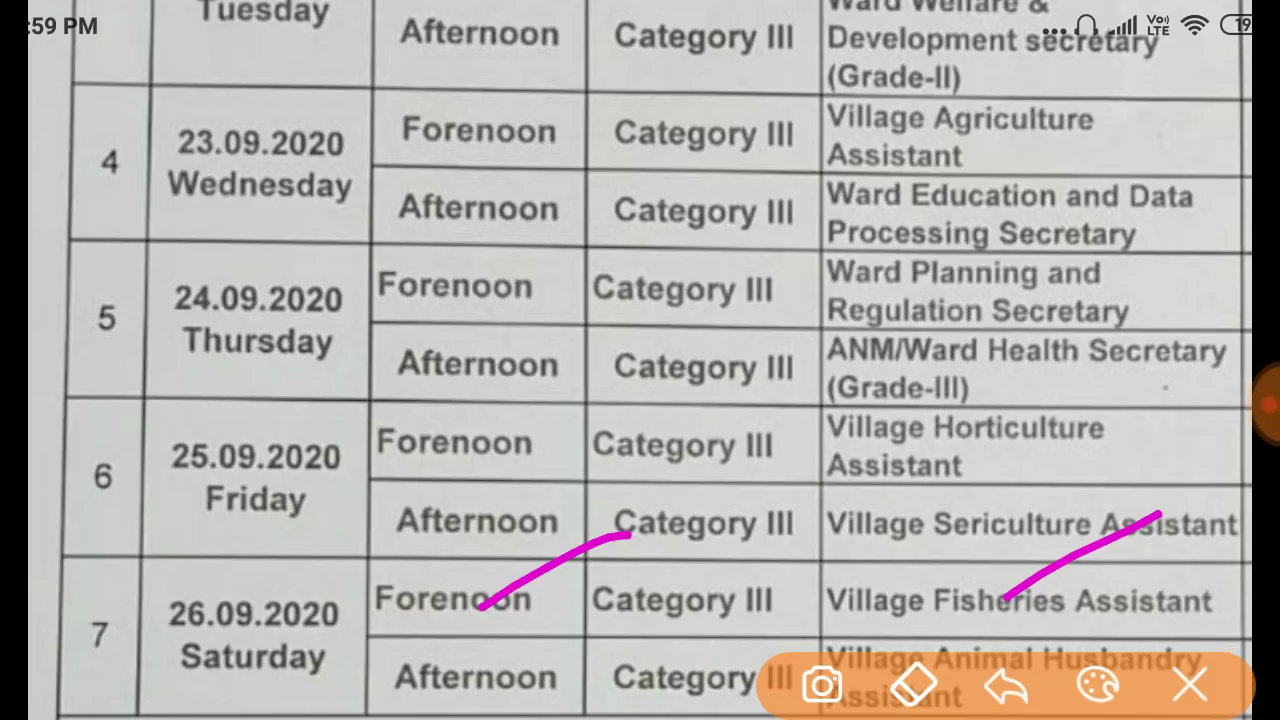 :59 PM
Vo)
LTE
19
Tuesday
Afternoon
Category III
Ward Welfare &
Development secretary
(Grade-II)
4
23.09.2020
Wednesday
Forenoon
Category III
Village Agriculture
Assistant
Afternoon
Category III
Ward Education and Data
Processing Secretary
5
24.09.2020
Thursday
Forenoon
Category III
Ward Planning and
Regulation Secretary
Afternoon
Category III
ANM/Ward Health Secretary
(Grade-III)
6
25.09.2020
Friday
Forenoon
Category III
Village Horticulture
Assistant
Afternoon
Category III
Village Sericulture Assistant
7
26.09.2020
Saturday
Forenoon
Category III
Village Fisheries Assistant
Afternoon
Category III
Village Animal Husbandry
Assistant